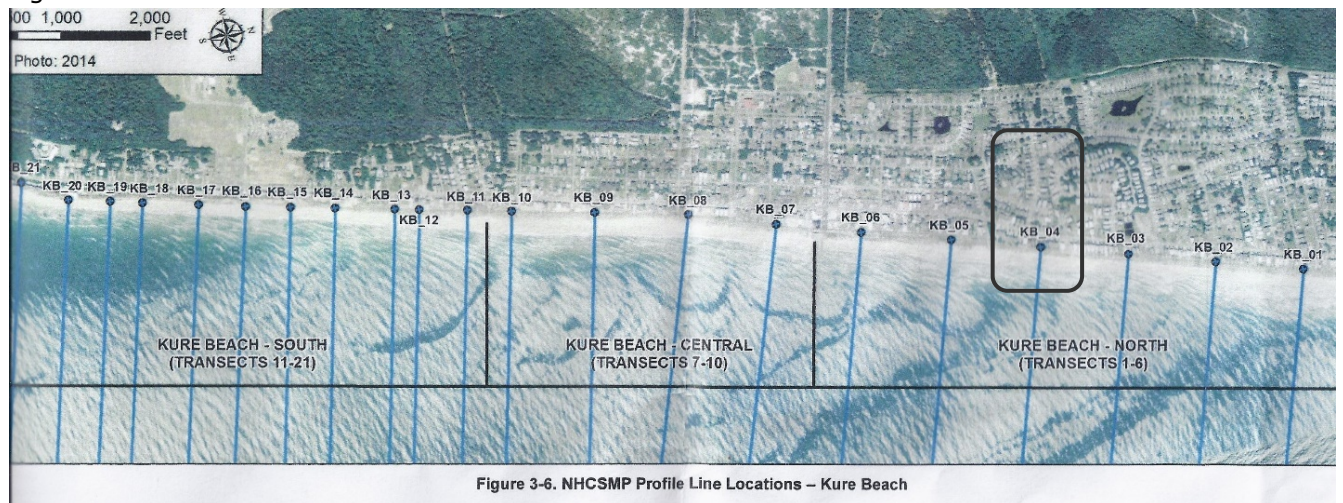 00 1,000 2,000
Feet
Photo: 2014
B_21
KB_20
KB_19
KB_18
KB_17
KB_16
KB_15
KB_14
KB_13
KB_12
KB_11
KB_10
KB_09
KB_08
KB_07
KB_06
KB_05
KB_04
KB_03
KB_02
KB_01
KURE BEACH - SOUTH
(TRANSECTS 11-21)
KURE BEACH - CENTRAL
(TRANSECTS 7-10)
KURE BEACH - NORTH
(TRANSECTS 1-6)
Figure 3-6. NHCSMP Profile Line Locations – Kure Beach